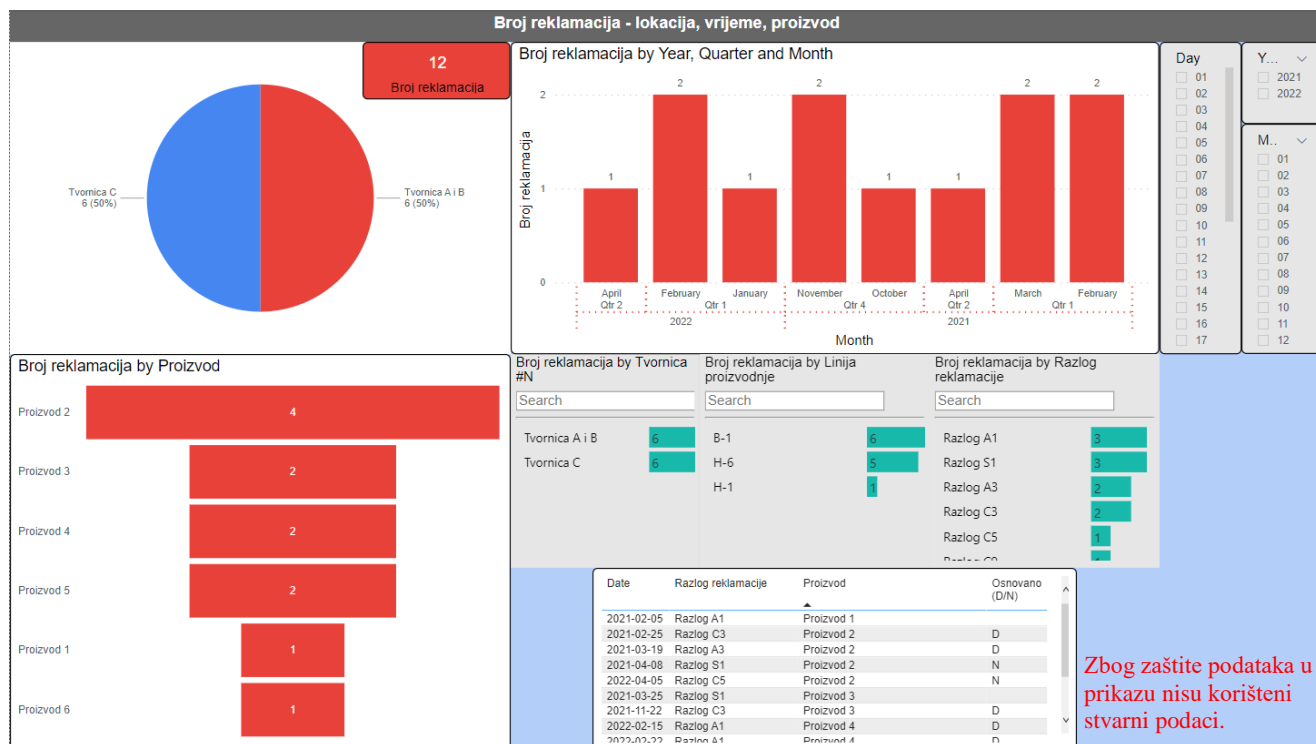 Broj reklamacija - lokacija, vrijeme, proizvod
12
Broj reklamacija
Tvornica C
6 (50%)
Tvornica A i B
6 (50%)
Broj reklamacija by Year, Quarter and Month
Broj reklamacija
2
1
0
1
2
1
2
1
1
2
2
April
February
January
November
October
April
March
February
Qtr 2
Qtr 1
Qtr 4
Qtr 2
Qtr 1
2022
2021
Month
Day
01
02
03
04
05
06
07
08
09
10
11
12
13
14
15
16
17
Y...
2021
2022
M..
01
02
03
04
05
06
07
08
09
10
11
12
Broj reklamacija by Proizvod
Proizvod 2 4
Proizvod 3 2
Proizvod 4 2
Proizvod 5 2
Proizvod 1 1
Proizvod 6 1
Broj reklamacija by Tvornica
#N
Search
Tvornica A i B 6
Tvornica C 6
Broj reklamacija by Linija
proizvodnje
Search
B-1 6
H-6 5
H-1 1
Broj reklamacija by Razlog
reklamacije
Search
Razlog A1 3
Razlog S1 3
Razlog A3 2
Razlog C3 2
Razlog C5 1
Date Razlog reklamacije Proizvod Osnovano
(D/N)
2021-02-05 Razlog A1 Proizvod 1
2021-02-25 Razlog C3 Proizvod 2 D
2021-03-19 Razlog A3 Proizvod 2 D
2021-04-08 Razlog S1 Proizvod 2 N
2022-04-05 Razlog C5 Proizvod 2 N
2021-03-25 Razlog S1 Proizvod 3
2021-11-22 Razlog C3 Proizvod 3 D
2022-02-15 Razlog A1 Proizvod 4 D
2022-02-22 Razlog A1 Proizvod 4 D
Zbog zaštite podataka u
prikazu nisu korišteni
stvarni podaci.